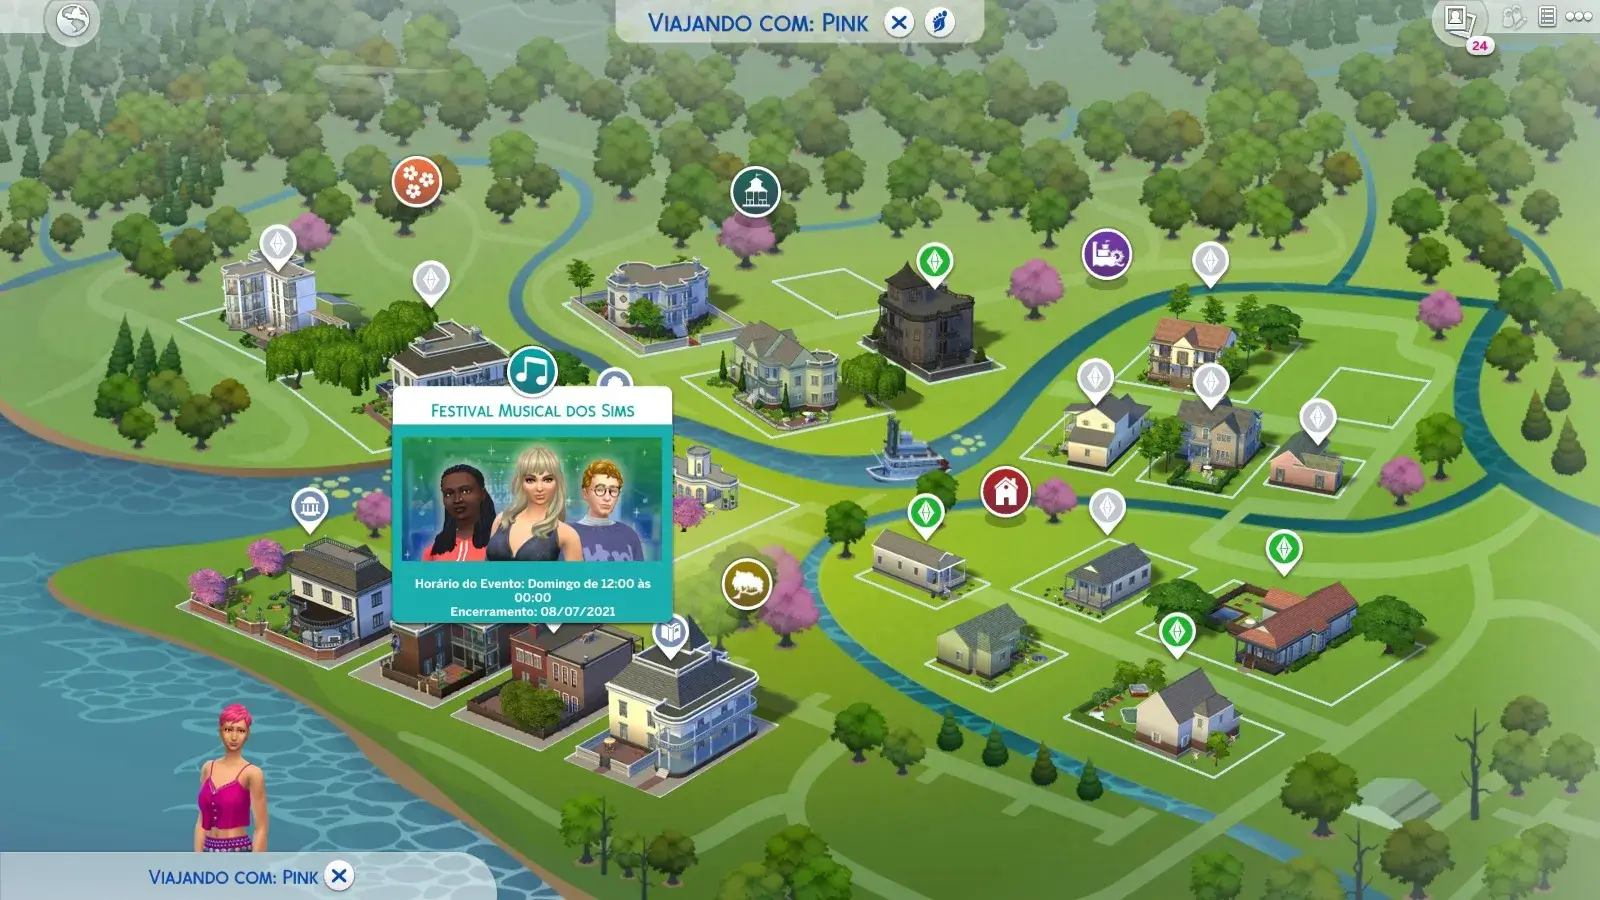 Viajando com: Pink
24
Festival Musical dos Sims
Horário do Evento: Domingo de 12:00 às
00:00
Encerramento: 08/07/2021
Viajando com: Pink